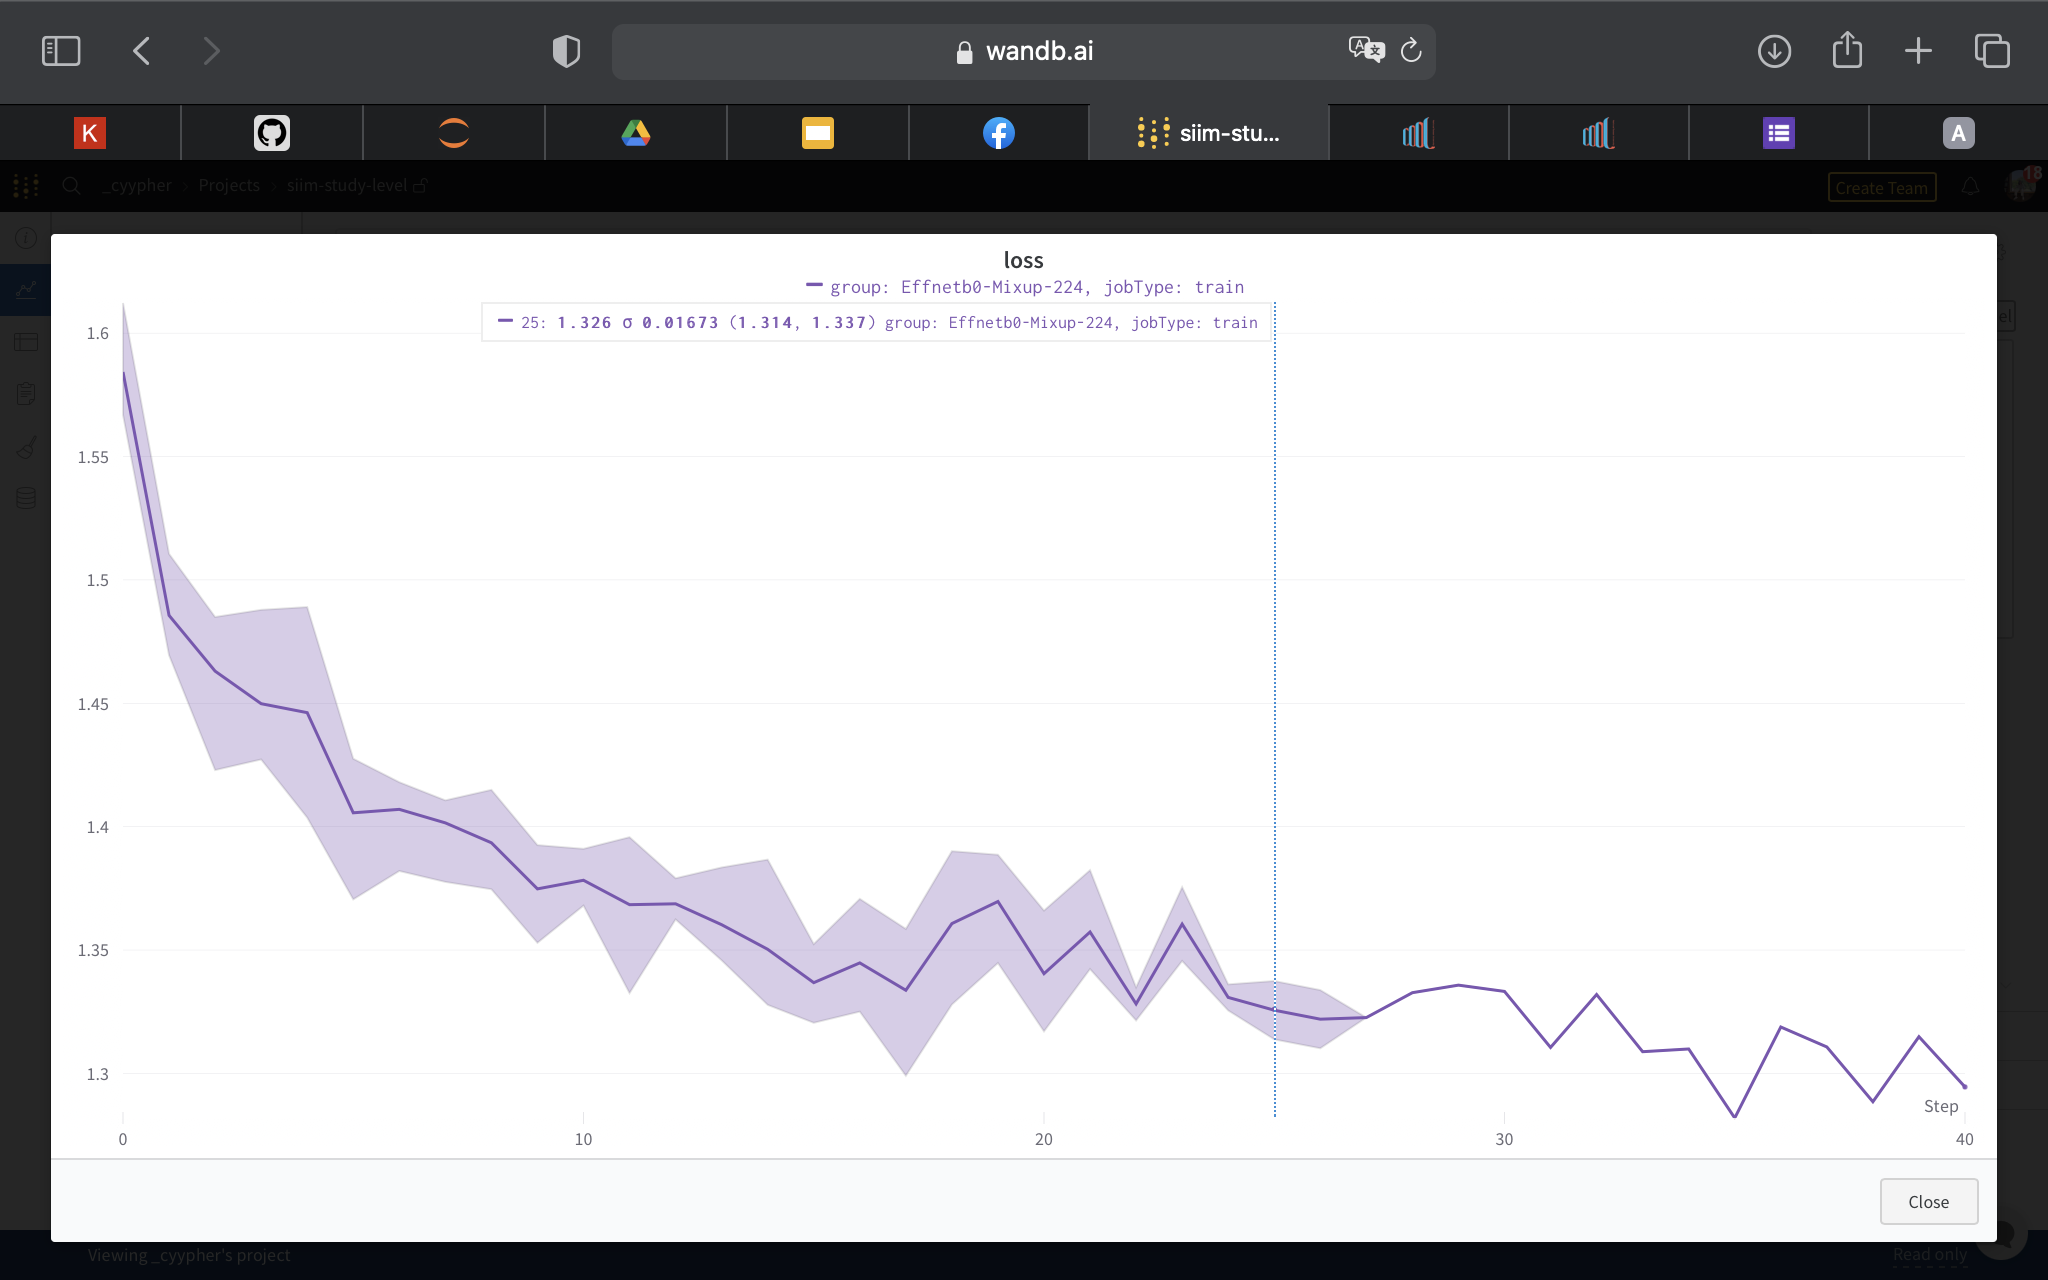 wandb.ai
K
siim-stu...
A
_cyypher › Projects › siim-study-level
Create Team
18
loss
group: Effnetb0-Mixup-224, jobType: train
25: 1.326 σ 0.01673 (1.314, 1.337) group: Effnetb0-Mixup-224, jobType: train
1.6
1.55
1.5
1.45
1.4
1.35
1.3
Step
0
10
20
30
40
Close
Viewing _cyypher's project
Read only